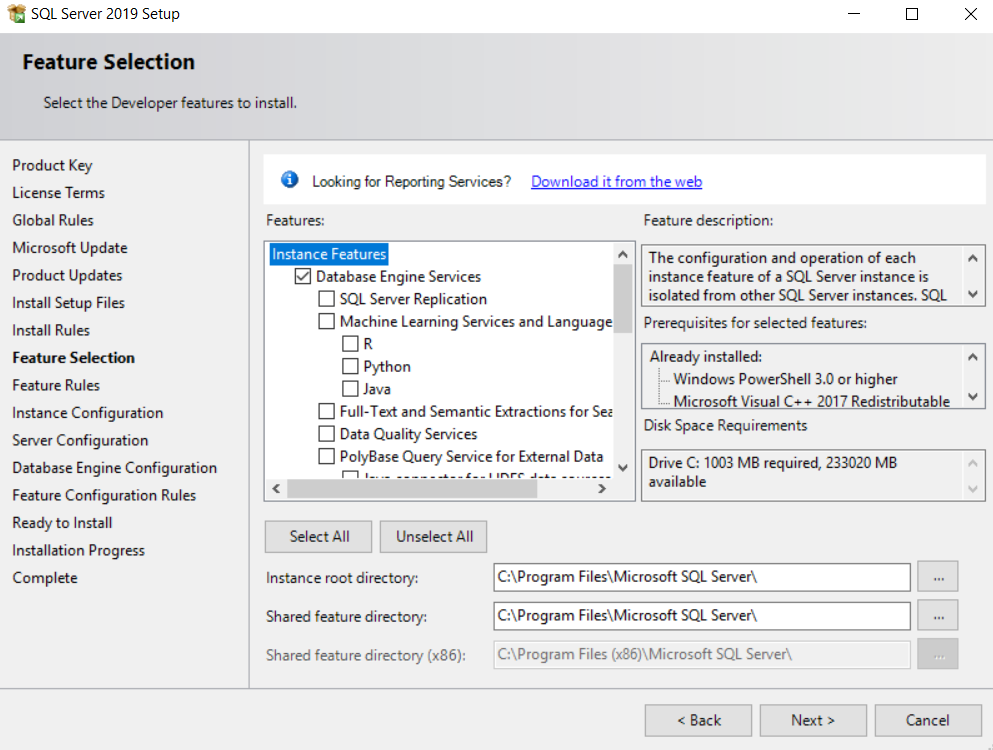 SQL Server 2019 Setup
Feature Selection
Select the Developer features to install.
Product Key
License Terms
Global Rules
Microsoft Update
Product Updates
Install Setup Files
Install Rules
Feature Selection
Feature Rules
Instance Configuration
Server Configuration
Database Engine Configuration
Feature Configuration Rules
Ready to Install
Installation Progress
Complete
Looking for Reporting Services? Download it from the web
Features:
Instance Features
Database Engine Services
SQL Server Replication
Machine Learning Services and Language
R
Python
Java
Full-Text and Semantic Extractions for Sea
Data Quality Services
PolyBase Query Service for External Data
Java connector for HDFS data sources
Feature description:
The configuration and operation of each
instance feature of a SQL Server instance is
isolated from other SQL Server instances. SQL
Prerequisites for selected features:
Already installed:
Windows PowerShell 3.0 or higher
Microsoft Visual C++ 2017 Redistributable
Disk Space Requirements
Drive C: 1003 MB required, 233020 MB
available
Select All
Unselect All
Instance root directory:
C:\Program Files\Microsoft SQL Server\
...
Shared feature directory:
C:\Program Files\Microsoft SQL Server\
...
Shared feature directory (x86):
C:\Program Files (x86)\Microsoft SQL Server\
...
< Back
Next >
Cancel